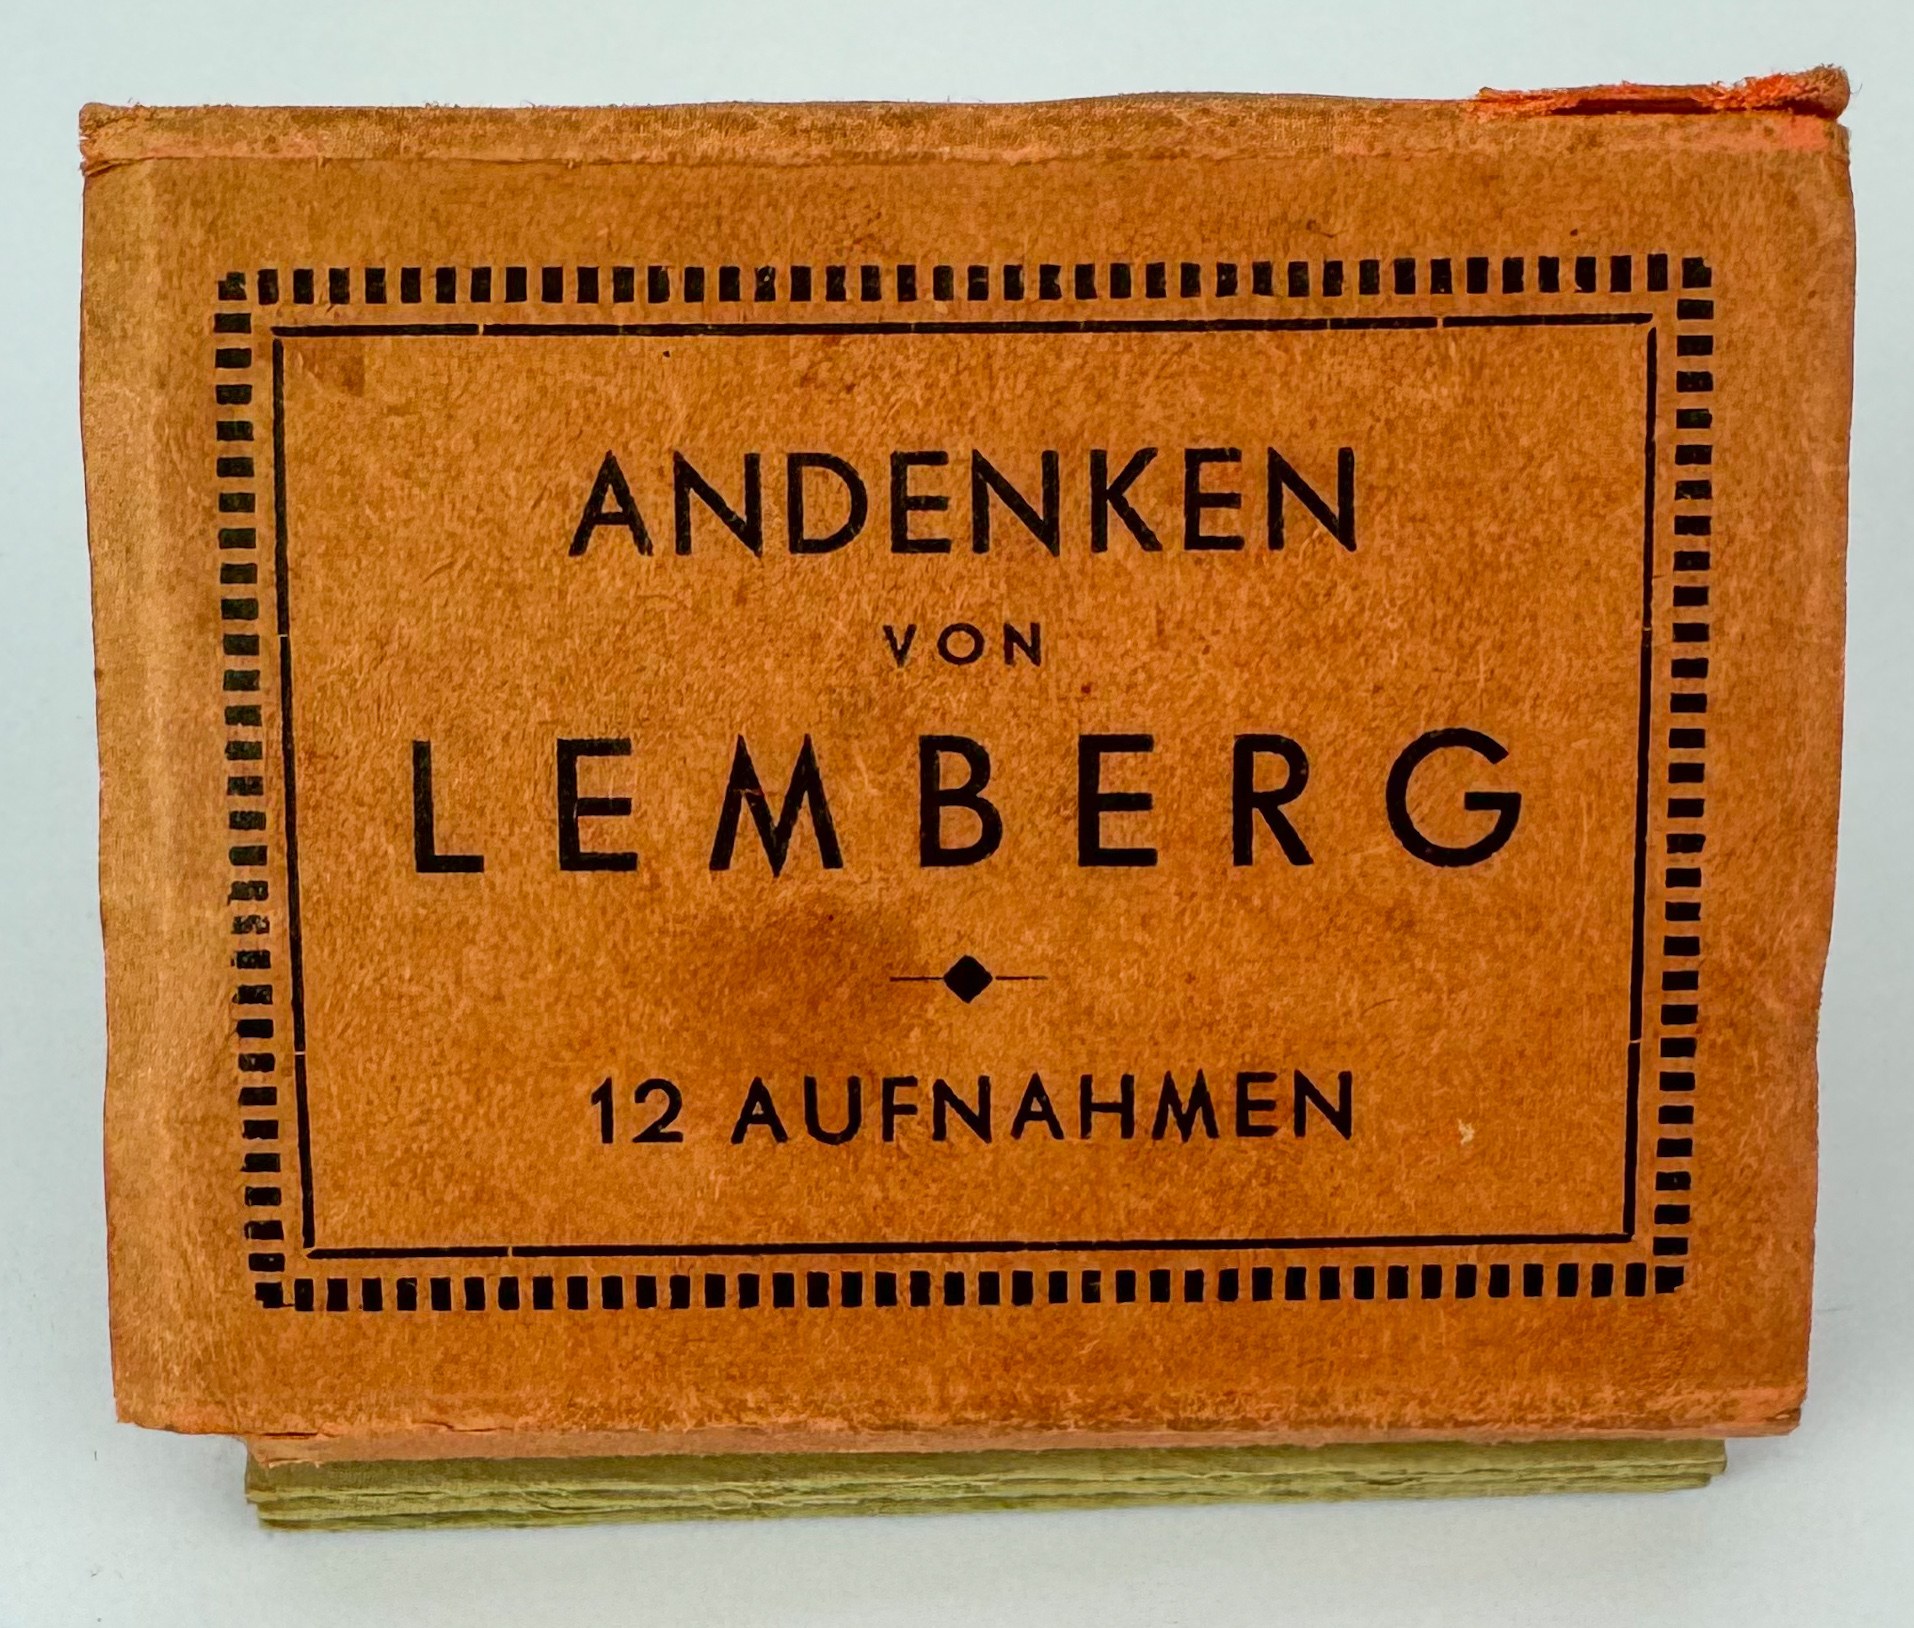 ANDENKEN
VON
LEMBERG
12 AUFNAHMEN